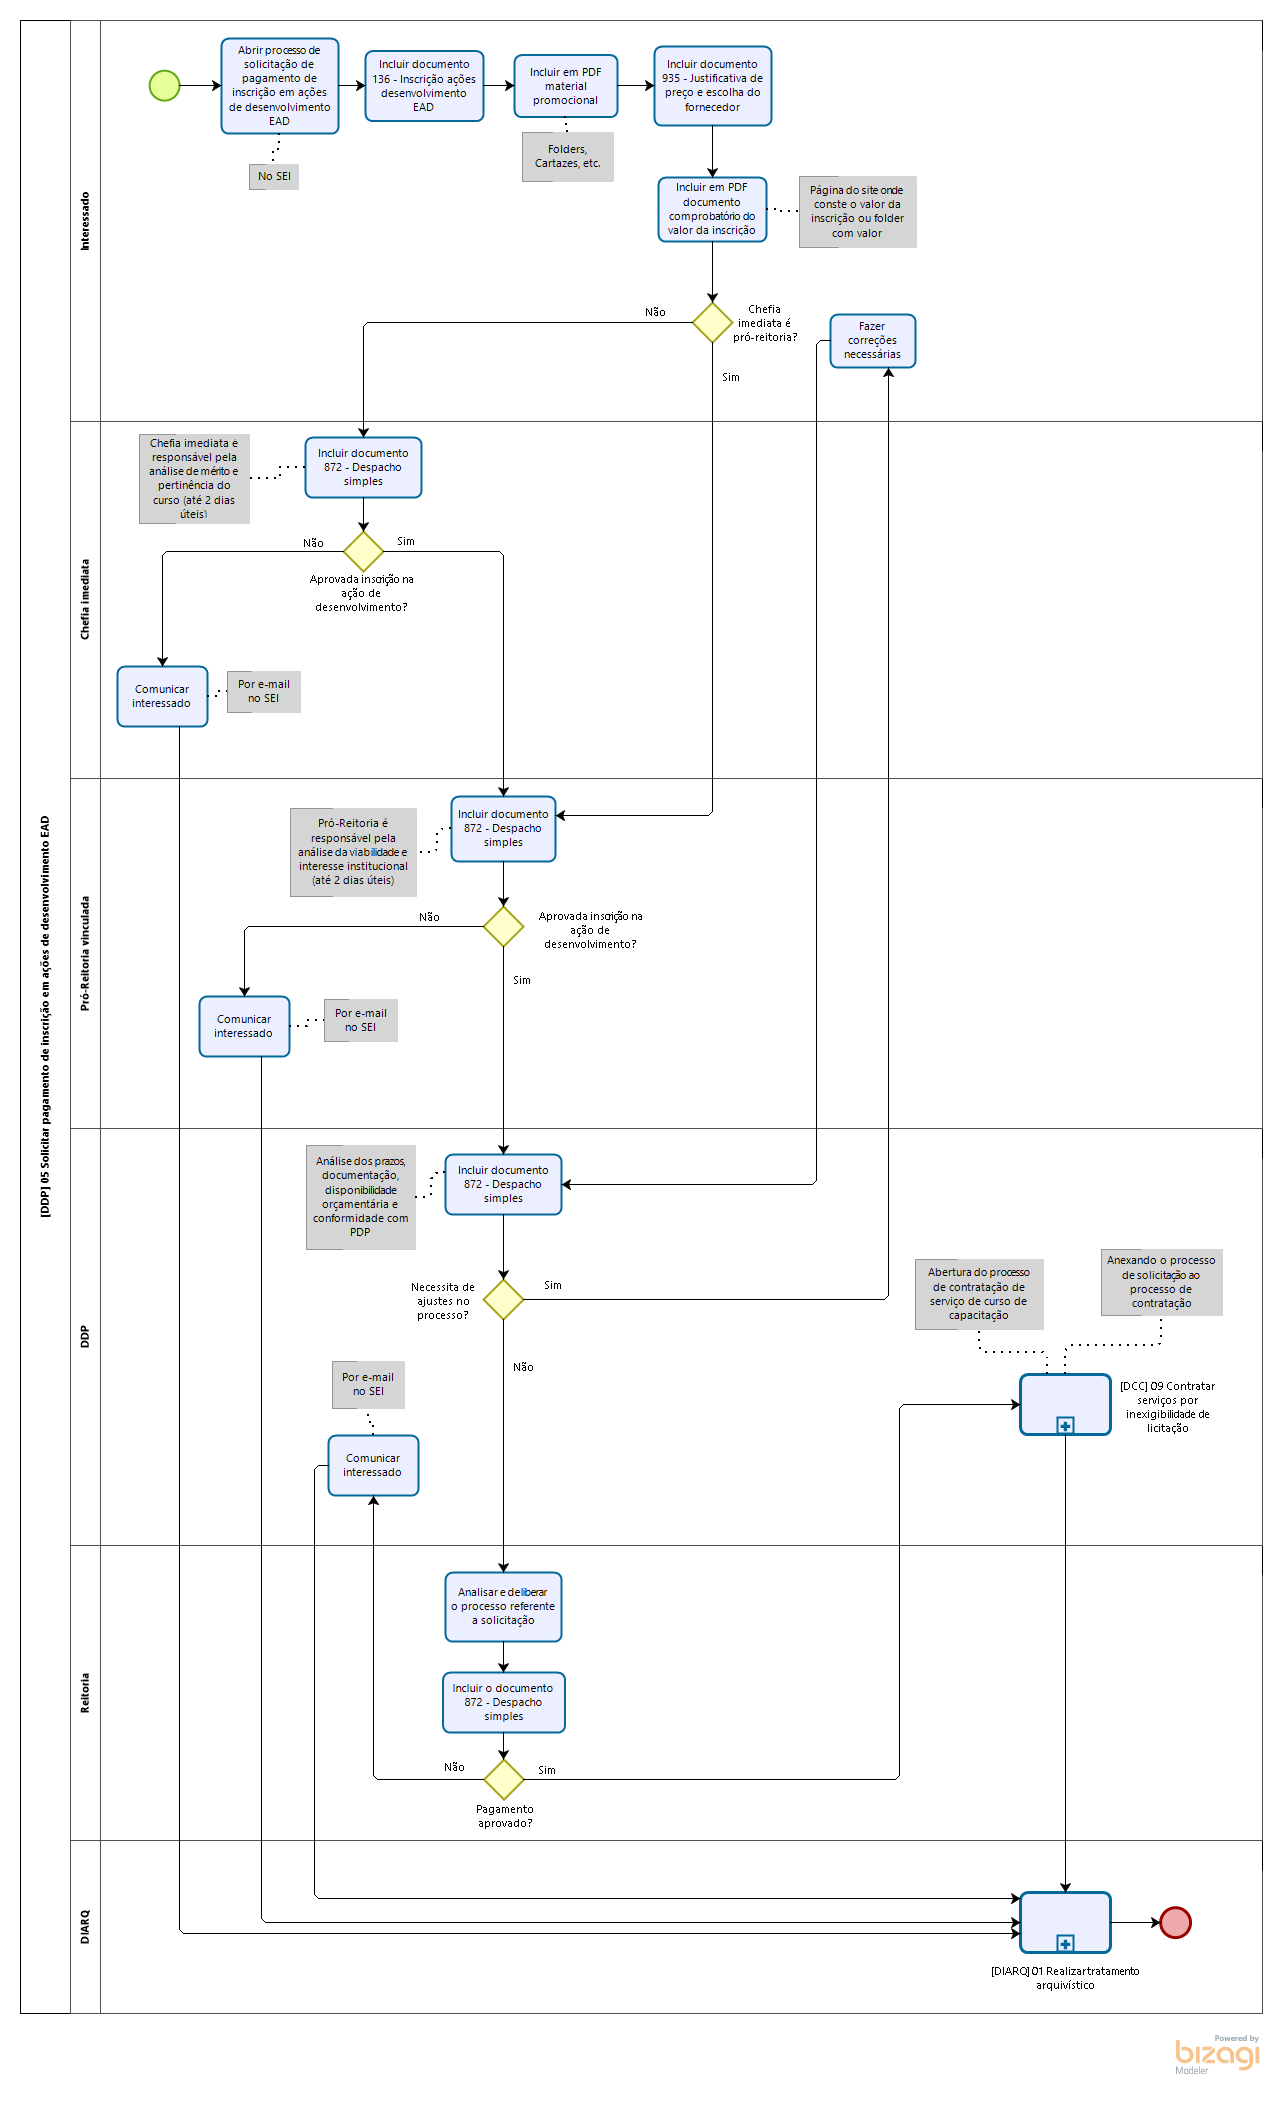 [DDP] 05 Solicitar pagamento de inscrição em ações de desenvolvimento EAD
Interessado
Abrir processo de
solicitação de
pagamento de
inscrição em ações
de desenvolvimento
EAD
No SEI
Incluir documento
136 - Inscrição ações
desenvolvimento
EAD
Incluir em PDF
material
promocional
Folders,
Cartazes, etc.
Incluir documento
935 - Justificativa de
preço e escolha do
fornecedor
Incluir em PDF
documento
comprobatório do
valor da inscrição
Página do site onde
conste o valor da
inscrição ou folder
com valor
Chefia
imediata é
pró-reitoria?
Não
Sim
Fazer
correções
necessárias
Chefia imediata
Chefia imediata é
responsável pela
análise de mérito e
pertinência do
curso (até 2 dias
úteis)
Incluir documento
872 - Despacho
simples
Não
Sim
Aprovada inscrição na
ação de
desenvolvimento?
Comunicar
interessado
Por e-mail
no SEI
Pró-Reitoria vinculada
Pró-Reitoria é
responsável pela
análise da viabilidade e
interesse institucional
(até 2 dias úteis)
Incluir documento
872 - Despacho
simples
Não
Aprovada inscrição na
ação de
desenvolvimento?
Sim
Comunicar
interessado
Por e-mail
no SEI
DDP
Análise dos prazos,
documentação,
disponibilidade
orçamentária e
conformidade com
PDP
Incluir documento
872 - Despacho
simples
Necessita de
ajustes no
processo?
Sim
Não
Abertura do processo
de contratação de
serviço de curso de
capacitação
Anexando o processo
de solicitação ao
processo de
contratação
[DCC] 09 Contratar
serviços por
inexigibilidade de
licitação
Por e-mail
no SEI
Comunicar
interessado
Reitoria
Analisar e deliberar
o processo referente
a solicitação
Incluir o documento
872 - Despacho
simples
Não
Sim
Pagamento
aprovado?
DIARQ
[DIARQ] 01 Realizar tratamento
arquivístico
Powered by
bizagi
Modeler